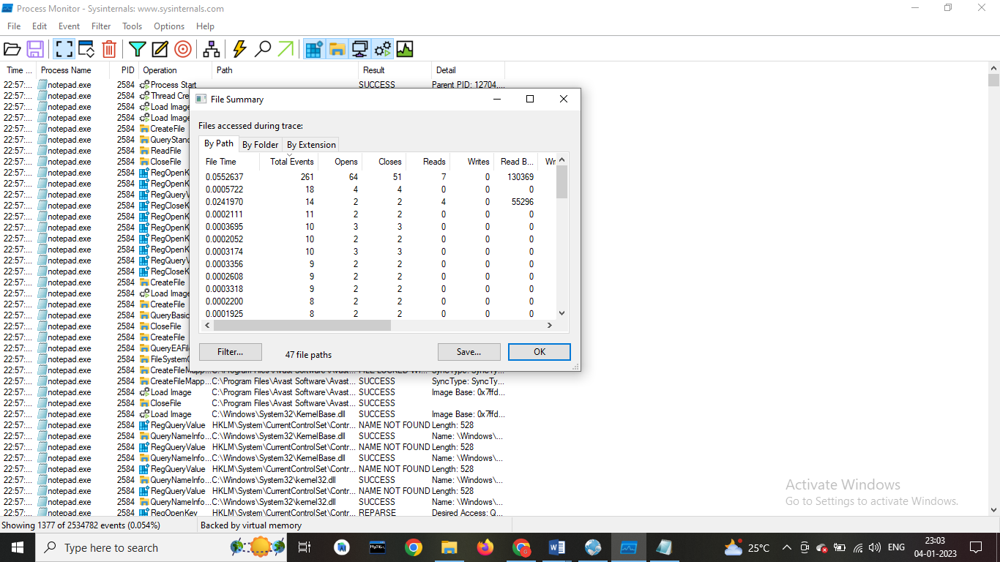 Process Monitor - Sysinternals: www.sysinternals.com
File Edit Event Filter Tools Options Help
Time ... Process Name PID Operation Path Result Detail
22:57:... notepad.exe 2584 Process Start SUCCESS Parent PID: 12704,...
22:57:... notepad.exe 2584 Thread Cre
22:57:... notepad.exe 2584 Load Image
22:57:... notepad.exe 2584 Load Image
22:57:... notepad.exe 2584 CreateFile
22:57:... notepad.exe 2584 QueryStand
22:57:... notepad.exe 2584 ReadFile
22:57:... notepad.exe 2584 CloseFile
22:57:... notepad.exe 2584 RegOpenK
22:57:... notepad.exe 2584 RegOpenK
22:57:... notepad.exe 2584 RegQueryV
22:57:... notepad.exe 2584 RegCloseK
22:57:... notepad.exe 2584 RegOpenK
22:57:... notepad.exe 2584 RegOpenK
22:57:... notepad.exe 2584 RegOpenK
22:57:... notepad.exe 2584 RegOpenK
22:57:... notepad.exe 2584 RegQueryV
22:57:... notepad.exe 2584 RegCloseK
22:57:... notepad.exe 2584 CreateFile
22:57:... notepad.exe 2584 Load Image
22:57:... notepad.exe 2584 CreateFile
22:57:... notepad.exe 2584 QueryBasic
22:57:... notepad.exe 2584 CloseFile
22:57:... notepad.exe 2584 CreateFile
22:57:... notepad.exe 2584 QueryEAFil
22:57:... notepad.exe 2584 FileSystemC
22:57:... notepad.exe 2584 CreateFileMapp...
22:57:... notepad.exe 2584 CreateFileMapp... C:\Program Files\Avast Software\Avast... SUCCESS SyncType: SyncTy...
22:57:... notepad.exe 2584 Load Image C:\Program Files\Avast Software\Avast... SUCCESS Image Base: 0x7ffd...
22:57:... notepad.exe 2584 CloseFile C:\Program Files\Avast Software\Avast... SUCCESS
22:57:... notepad.exe 2584 Load Image C:\Windows\System32\KernelBase.dll SUCCESS Image Base: 0x7ffd...
22:57:... notepad.exe 2584 RegQueryValue HKLM\System\CurrentControlSet\Contr... NAME NOT FOUND Length: 528
22:57:... notepad.exe 2584 QueryNameInfo... C:\Windows\System32\KernelBase.dll SUCCESS Name: \Windows\...
22:57:... notepad.exe 2584 RegQueryValue HKLM\System\CurrentControlSet\Contr... NAME NOT FOUND Length: 528
22:57:... notepad.exe 2584 QueryNameInfo... C:\Windows\System32\KernelBase.dll SUCCESS Name: \Windows\...
22:57:... notepad.exe 2584 RegQueryValue HKLM\System\CurrentControlSet\Contr... NAME NOT FOUND Length: 528
22:57:... notepad.exe 2584 QueryNameInfo... C:\Windows\System32\kernel32.dll SUCCESS Name: \Windows\...
22:57:... notepad.exe 2584 RegQueryValue HKLM\System\CurrentControlSet\Contr... NAME NOT FOUND Length: 528
22:57:... notepad.exe 2584 QueryNameInfo... C:\Windows\System32\kernel32.dll SUCCESS Name: \Windows\...
22:57:... notepad.exe 2584 RegOpenKey HKLM\System\CurrentControlSet\Contr... REPARSE Desired Access: Q...
File Summary
Files accessed during trace:
By Path By Folder By Extension
File Time Total Events Opens Closes Reads Writes Read B... Wr
0.0552637 261 64 51 7 0 130369
0.0005722 18 4 4 0 0 0
0.0241970 14 2 2 4 0 55296
0.0002111 11 2 2 0 0 0
0.0003695 10 3 3 0 0 0
0.0002052 10 2 2 0 0 0
0.0003174 10 3 3 0 0 0
0.0003356 9 2 2 0 0 0
0.0002608 9 2 2 0 0 0
0.0003318 9 2 2 0 0 0
0.0002200 8 2 2 0 0 0
0.0001925 8 2 2 0 0 0
Filter... 47 file paths Save... OK
Activate Windows
Go to Settings to activate Windows.
Showing 1377 of 2534782 events (0.054%) Backed by virtual memory
Type here to search
MySQL
25°C
ENG
23:03
04-01-2023